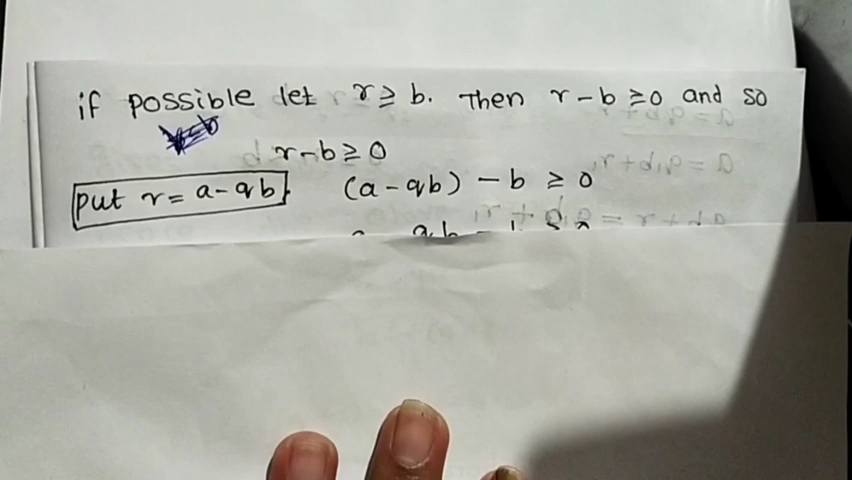 if possible let r ≥ b. Then r - b ≥ 0 and so
r - b ≥ 0
put r = a - qb (a - qb) - b ≥ 0